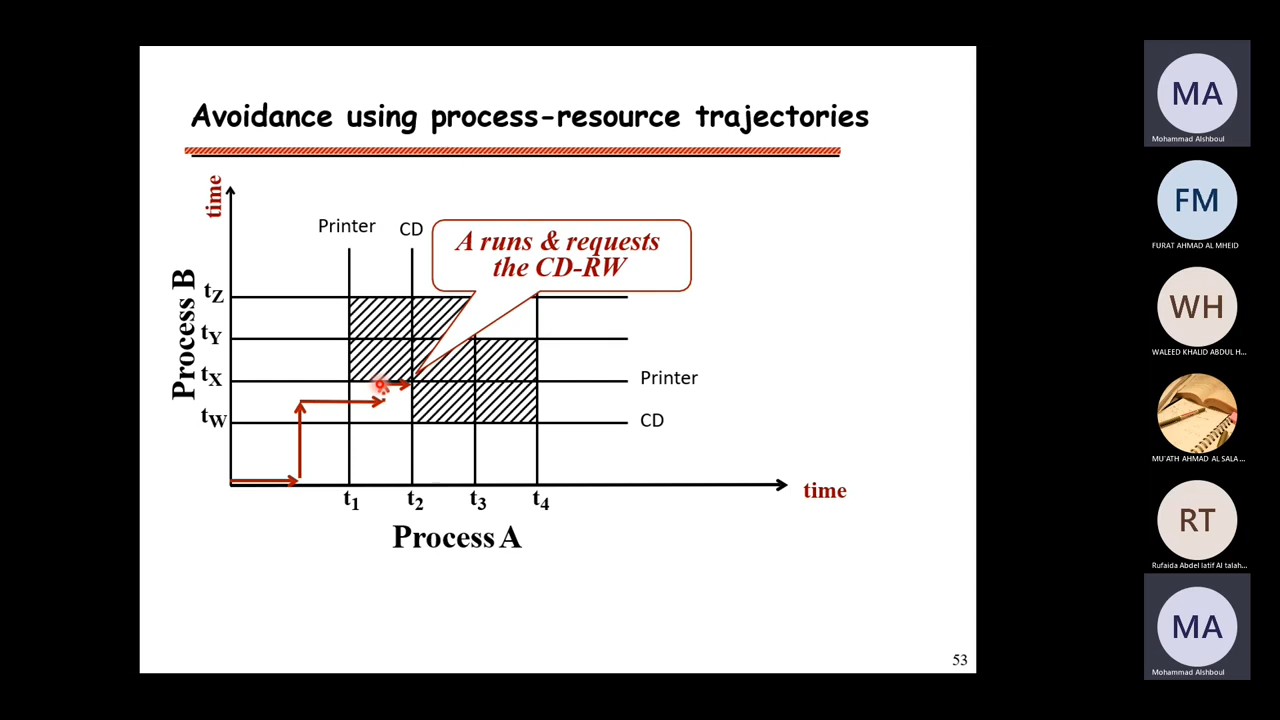 Avoidance using process-resource trajectories
time
Printer
CD
A runs & requests
the CD-RW
Process B
tZ
tY
tX
tW
Printer
CD
t1
t2
t3
t4
time
Process A
53
MA
Mohammad Alshboul
FM
FURAT AHMAD AL MHEID
WH
WALEED KHALID ABDUL H...
MU'ATH AHMAD AL SALA ...
RT
Rufaida Abdel latif Al talah...
MA
Mohammad Alshboul